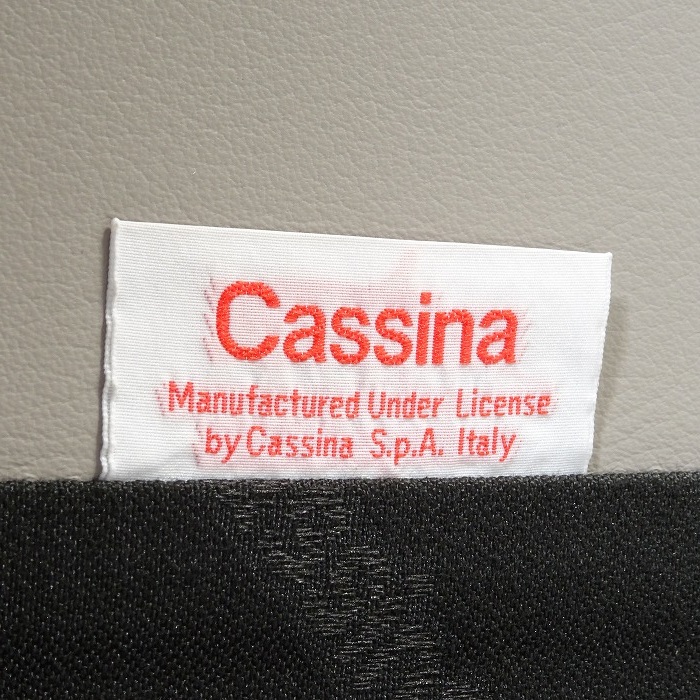 Cassina
Manufactured Under License
by Cassina S.p.A. Italy